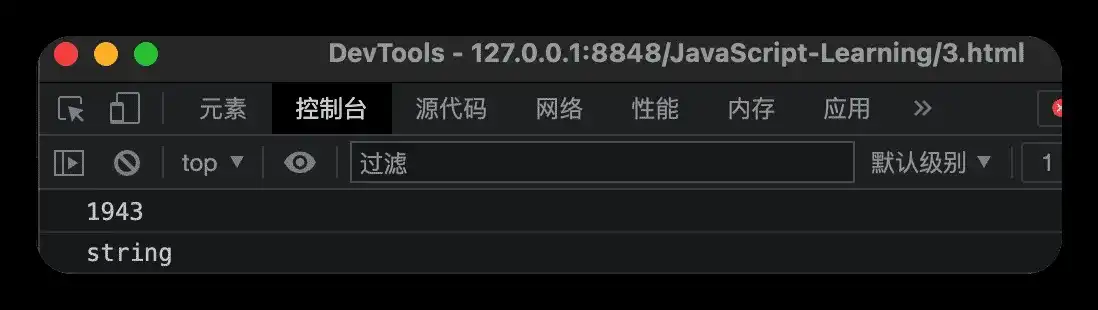 DevTools - 127.0.0.1:8848/JavaScript-Learning/3.html
元素 控制台 源代码 网络 性能 内存 应用 »
top ▼ 过滤 默认级别 ▼ 1
1943
string